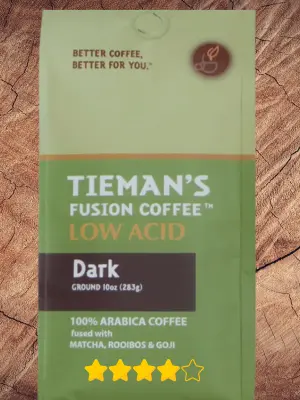 BETTER COFFEE,
BETTER FOR YOU.™
TIEMAN'S
FUSION COFFEE™
LOW ACID
Dark
GROUND 10oz (283g)
100% ARABICA COFFEE
fused with
MATCHA, ROOIBOS & GOJI